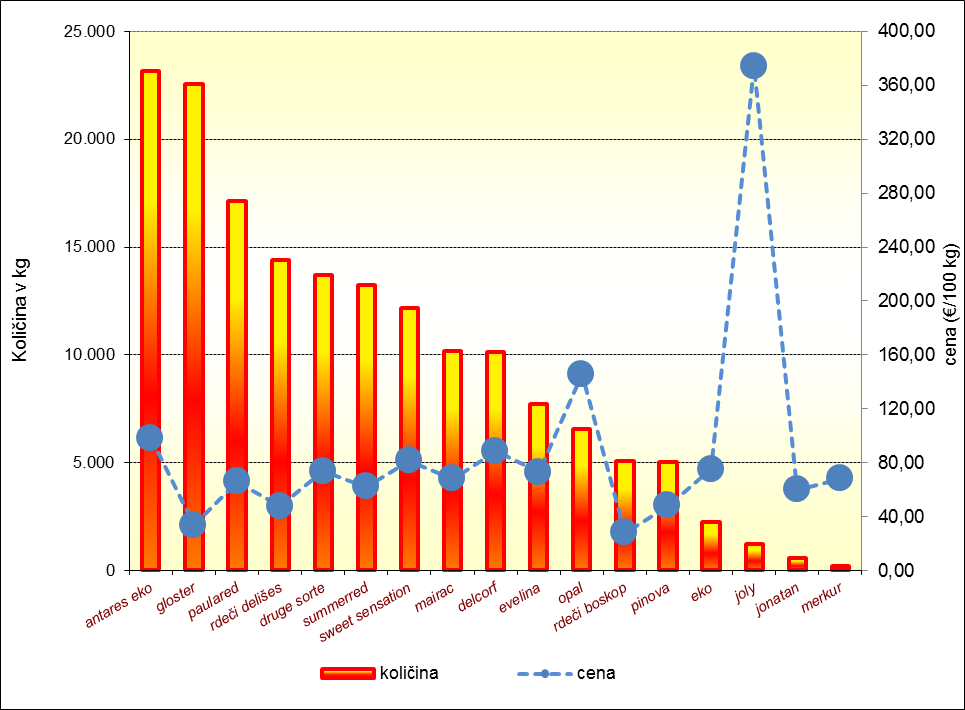 25.000
20.000
15.000
10.000
5.000
0
Količina v kg
400,00
360,00
320,00
280,00
240,00
200,00
160,00
120,00
80,00
40,00
0,00
cena (€/100 kg)
antares eko
gloster
paulared
rdeči delišes
druge sorte
summerred
sweet sensation
mairac
delcorf
evelina
opal
rdeči boskop
pinova
eko
joly
jonatan
merkur
količina
cena